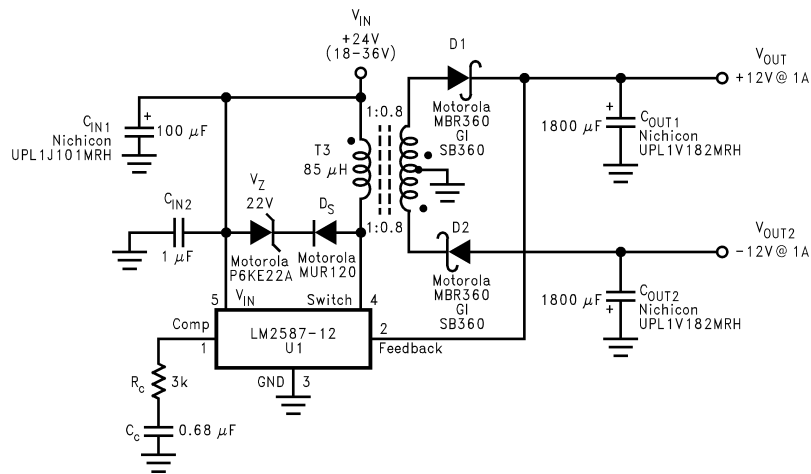 V_IN
+24V
(18-36V)
D1
V_OUT
+12V@ 1A
C_IN1
Nichicon
UPL1J101MRH
+
100 μF
1:0.8
Motorola
MBR360
GI
SB360
1800 μF
+
C_OUT1
Nichicon
UPL1V182MRH
T3
85 μH
V_Z
22V
D_S
C_IN2
1 μF
Motorola
P6KE22A
Motorola
MUR120
1:0.8
D2
V_OUT2
-12V@ 1A
Motorola
MBR360
GI
SB360
1800 μF
+
C_OUT2
Nichicon
UPL1V182MRH
5
V_IN
Switch
4
Comp
1
LM2587-12
U1
2
Feedback
GND
3
R_c
3k
C_c
0.68 μF